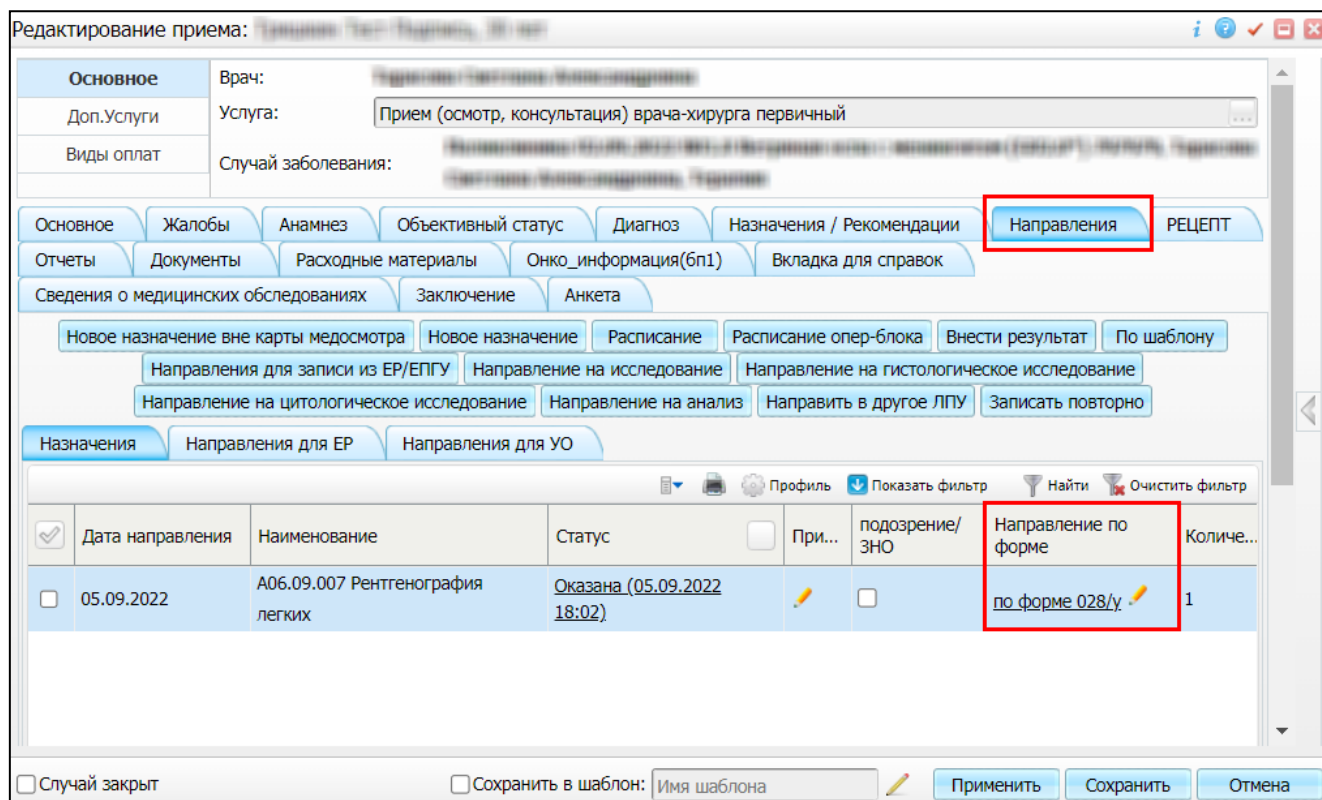 Редактирование приема:
Основное
Врач:
Доп.Услуги
Услуга: Прием (осмотр, консультация) врача-хирурга первичный ...
Виды оплат
Случай заболевания:
Основное Жалобы Анамнез Объективный статус Диагноз Назначения / Рекомендации Направления РЕЦЕПТ
Отчеты Документы Расходные материалы Онко_информация(бп1) Вкладка для справок
Сведения о медицинских обследованиях Заключение Анкета
Новое назначение вне карты медосмотра Новое назначение Расписание Расписание опер-блока Внести результат По шаблону
Направления для записи из ЕР/ЕПГУ Направление на исследование Направление на гистологическое исследование
Направление на цитологическое исследование Направление на анализ Направить в другое ЛПУ Записать повторно
Назначения Направления для ЕР Направления для УО
Профиль Показать фильтр Найти Очистить фильтр
Дата направления Наименование Статус При... подозрение/ Направление по Количе...
ЗНО форме
05.09.2022 А06.09.007 Рентгенография Оказана (05.09.2022 по форме 028/у 1
легких 18:02)
Случай закрыт Сохранить в шаблон: Имя шаблона Применить Сохранить Отмена